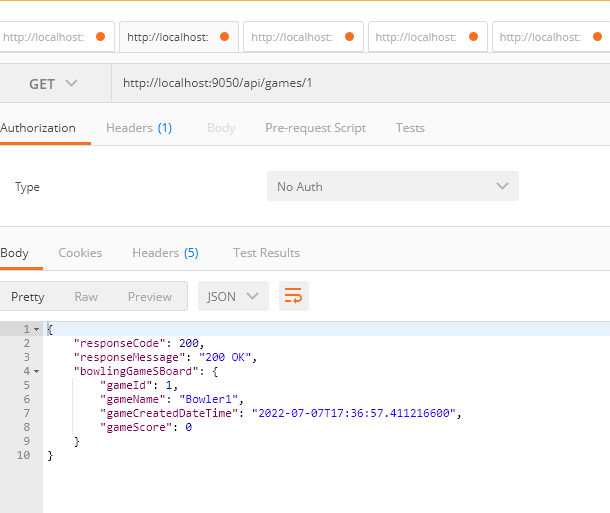 http://localhost: http://localhost: http://localhost: http://localhost: http://localhost:
GET http://localhost:9050/api/games/1
Authorization Headers (1) Body Pre-request Script Tests
Type No Auth
Body Cookies Headers (5) Test Results
Pretty Raw Preview JSON
1 {
2 "responseCode": 200,
3 "responseMessage": "200 OK",
4 "bowlingGameSBoard": {
5 "gameId": 1,
6 "gameName": "Bowler1",
7 "gameCreatedDateTime": "2022-07-07T17:36:57.411216600",
8 "gameScore": 0
9 }
10 }